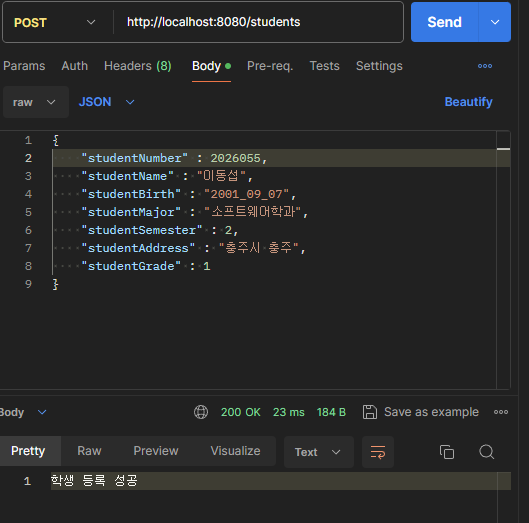 POST http://localhost:8080/students Send
Params Auth Headers (8) Body Pre-req. Tests Settings
raw JSON Beautify
1 {
2 "studentNumber" : 2026055,
3 "studentName" : "이동섭",
4 "studentBirth" : "2001_09_07",
5 "studentMajor" : "소프트웨어학과",
6 "studentSemester" : 2,
7 "studentAddress" : "충주시 충주",
8 "studentGrade" : 1
9 }
Body 200 OK 23 ms 184 B Save as example
Pretty Raw Preview Visualize Text
1 학생 등록 성공